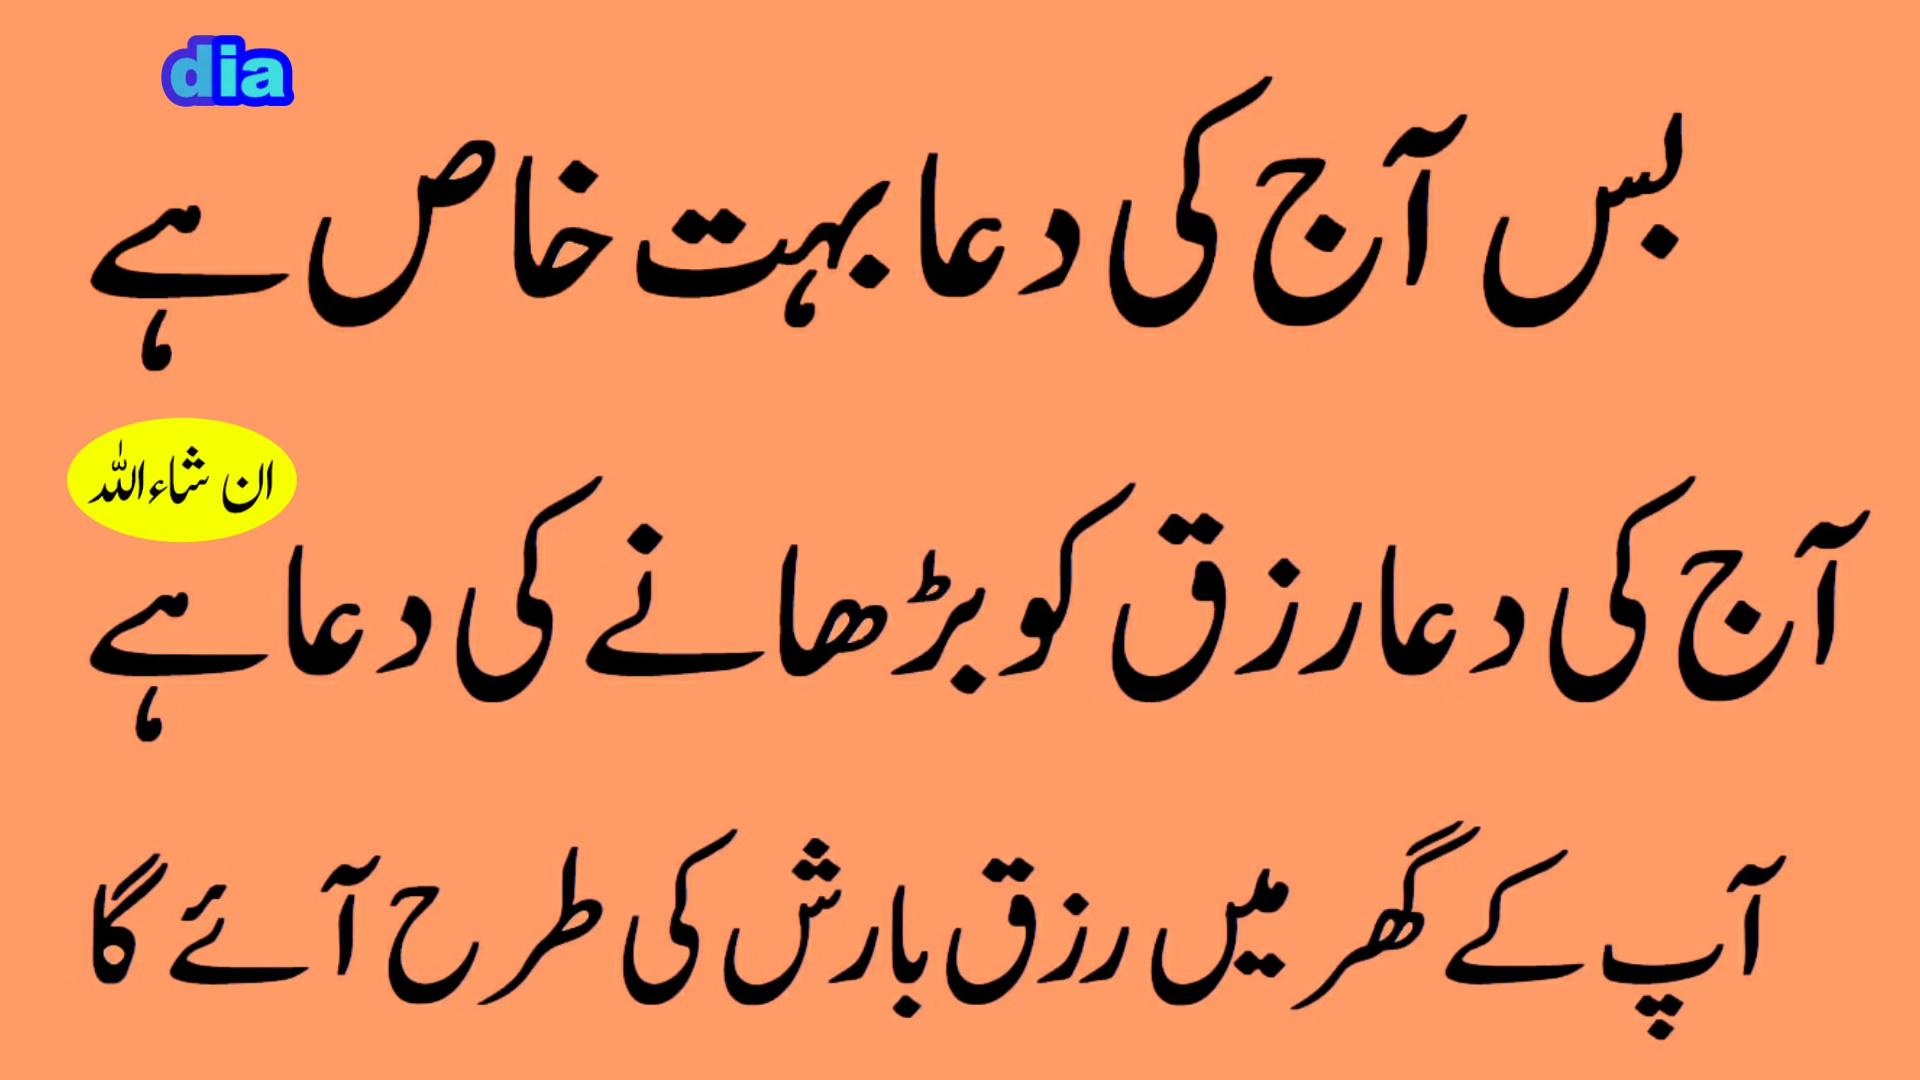 dia
بس آج کی دعا بہت خاص ہے
ان شاءاللہ
آج کی دعا رزق کو بڑھانے کی دعا ہے
آپ کے گھر میں رزق بارش کی طرح آئے گا